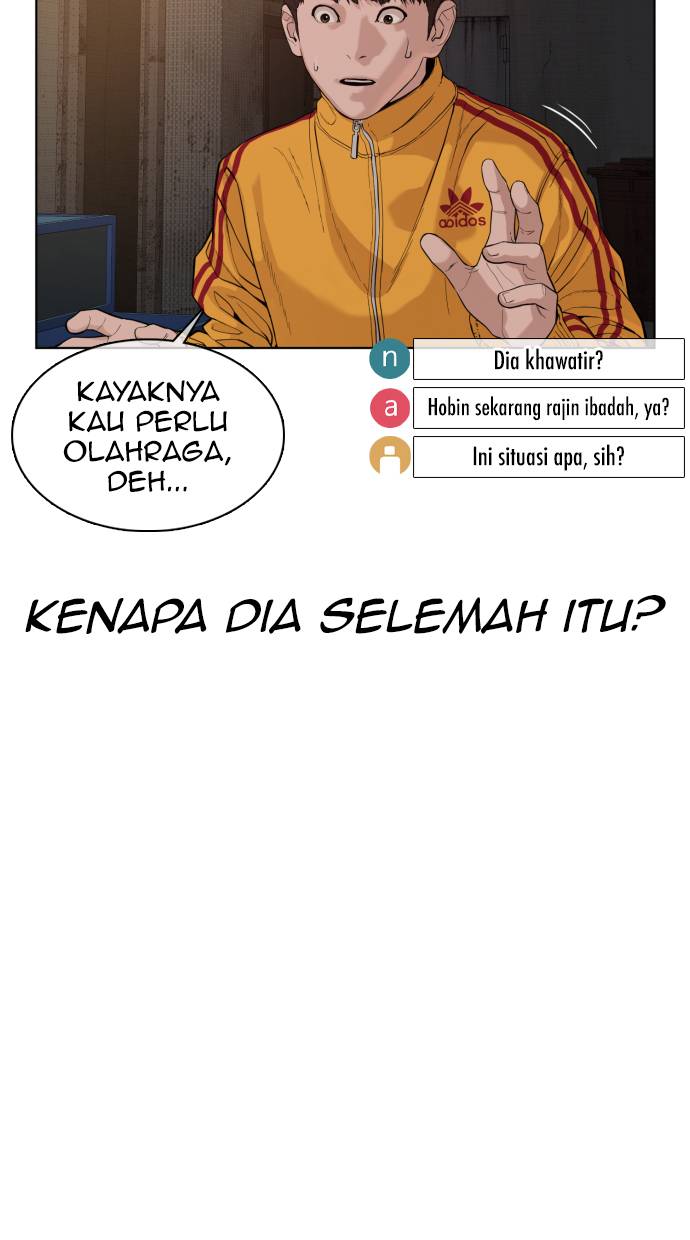 aoidos
n
Dia khawatir?
a
Hobin sekarang rajin ibadah, ya?
Ini situasi apa, sih?
KAYAKNYA
KAU PERLU
OLAHRAGA,
DEH...
KENAPA DIA SELEMAH ITU?